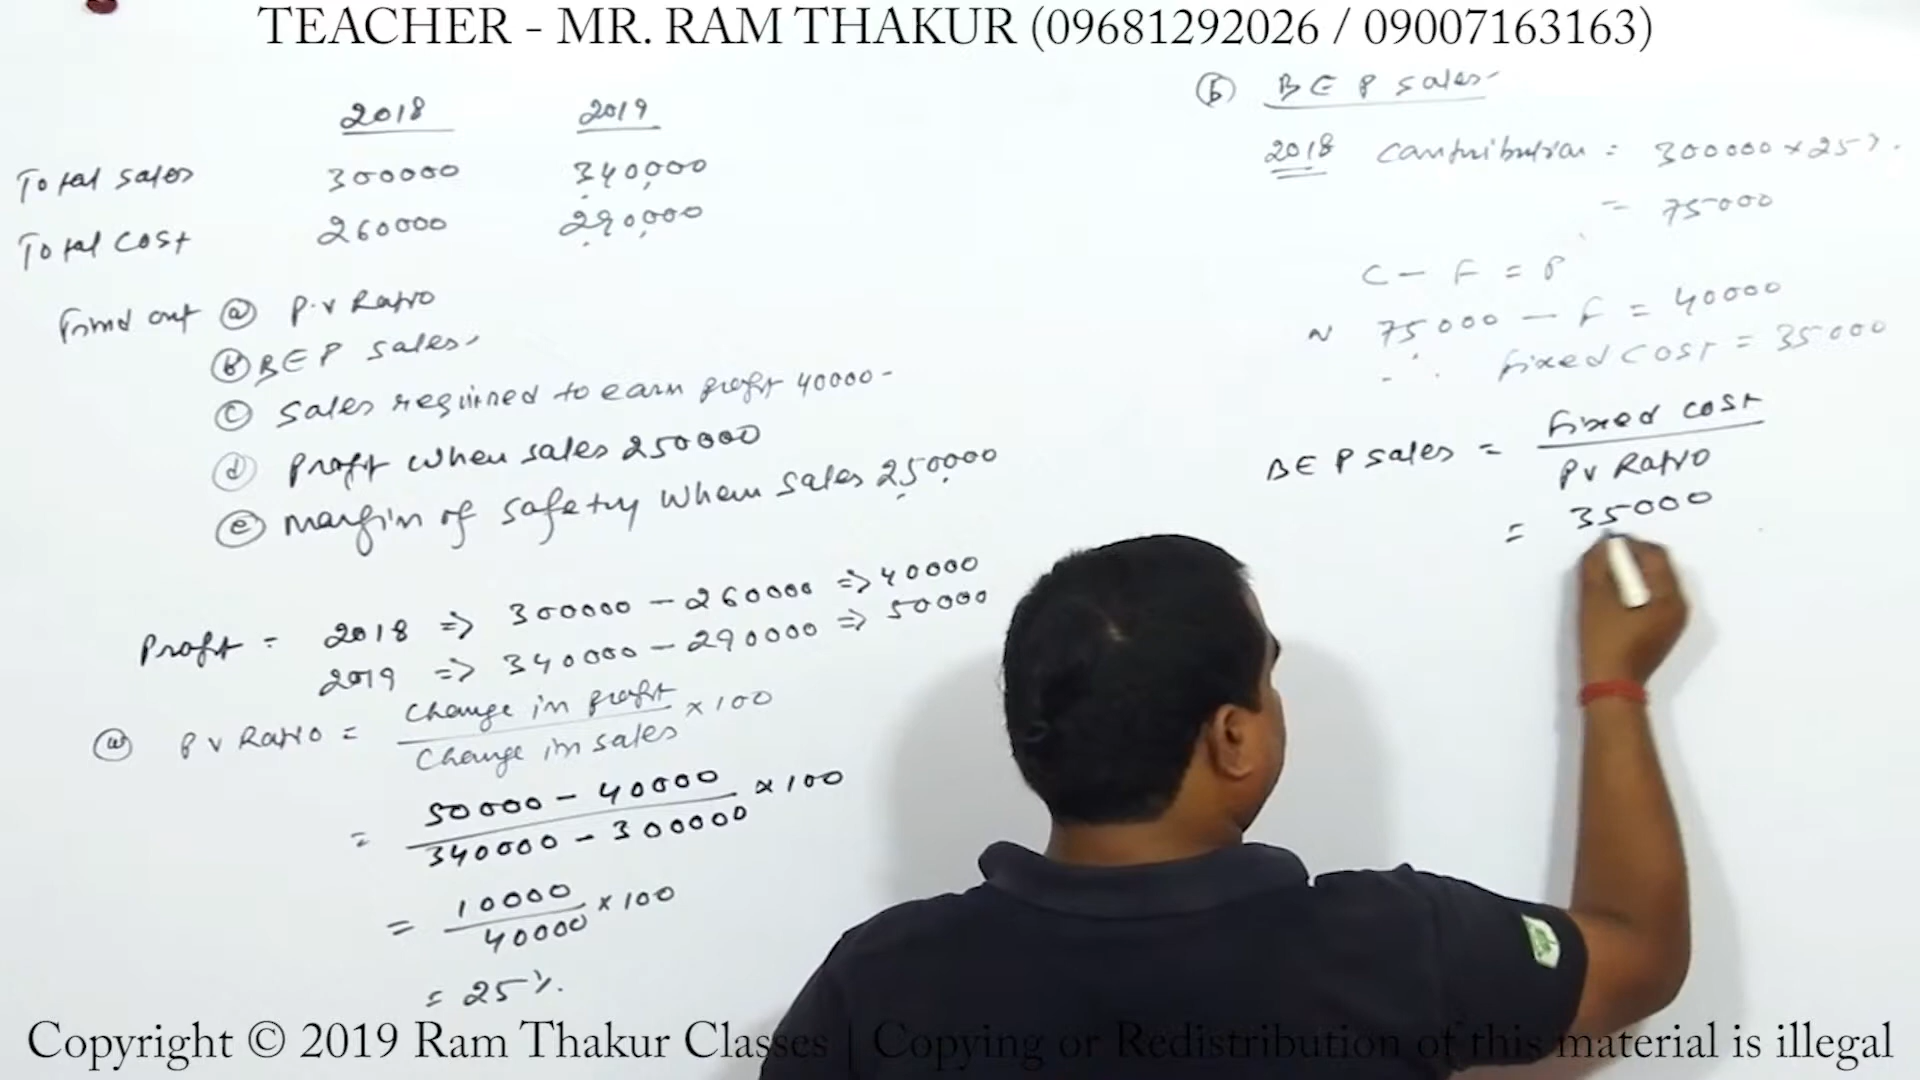 TEACHER - MR. RAM THAKUR (09681292026 / 09007163163)
2018 2019
Total sales 300000 340,000
Total cost 260000 290,000
Find out (a) P.v Ratio
(b) BEP sales
(c) Sales required to earn profit 40000-
(d) Profit when sales 250000
(e) margin of safety when sales 250000
Profit = 2018 => 300000 - 260000 => 40000
2019 => 340000 - 290000 => 50000
(a) P v Ratio = Change in profit
Change in sales × 100
= 50000 - 40000
340000 - 300000 × 100
= 10000
40000 × 100
= 25%.
(b) BEP sales
2018 contribution = 300000 × 25%.
= 75000
C - F = P
75000 - F = 40000
∴ fixed cost = 35000
BEP sales = fixed cost
Pv Ratio
= 35000
Copyright © 2019 Ram Thakur Classes | Copying or Redistribution of this material is illegal